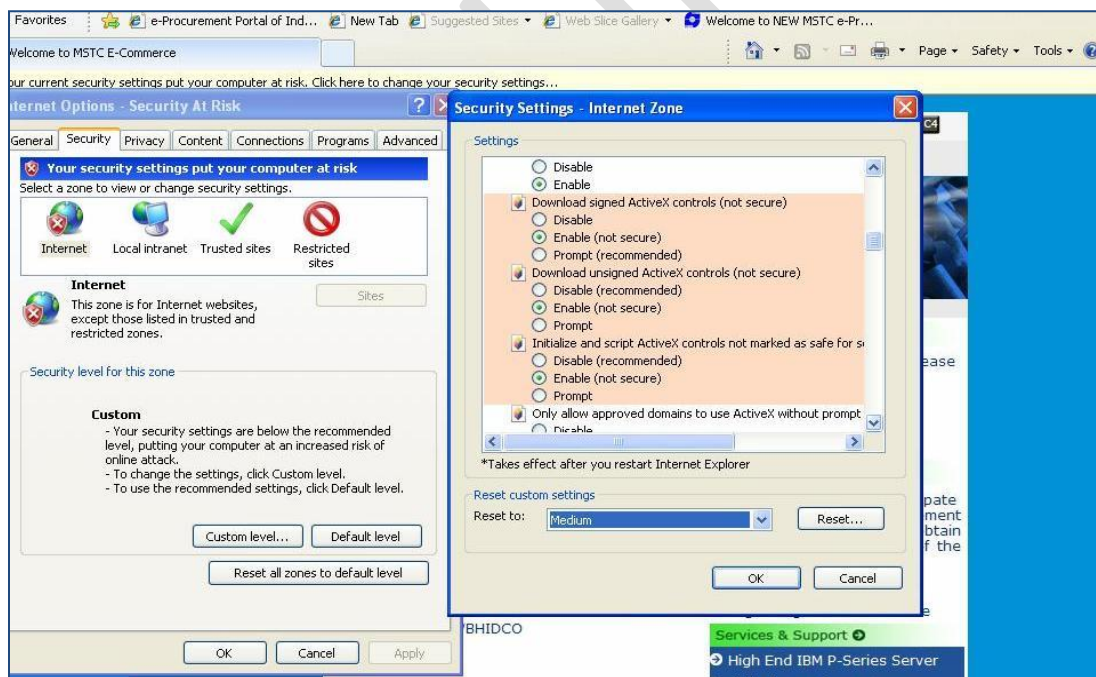 Favorites e-Procurement Portal of Ind... New Tab Suggested Sites Web Slice Gallery Welcome to NEW MSTC e-Pr...
Welcome to MSTC E-Commerce
Page Safety Tools
our current security settings put your computer at risk. Click here to change your security settings...
nternet Options - Security At Risk
General Security Privacy Content Connections Programs Advanced
Your security settings put your computer at risk
Select a zone to view or change security settings.
Internet Local intranet Trusted sites Restricted
sites
Internet
This zone is for Internet websites,
except those listed in trusted and
restricted zones.
Sites
Security level for this zone
Custom
- Your security settings are below the recommended
level, putting your computer at an increased risk of
online attack.
- To change the settings, click Custom level.
- To use the recommended settings, click Default level.
Custom level... Default level
Reset all zones to default level
OK Cancel Apply
Security Settings - Internet Zone
Settings
Disable
Enable
Download signed ActiveX controls (not secure)
Disable
Enable (not secure)
Prompt (recommended)
Download unsigned ActiveX controls (not secure)
Disable (recommended)
Enable (not secure)
Prompt
Initialize and script ActiveX controls not marked as safe for s
Disable (recommended)
Enable (not secure)
Prompt
Only allow approved domains to use ActiveX without prompt
Disable
*Takes effect after you restart Internet Explorer
Reset custom settings
Reset to: Medium Reset...
OK Cancel
C4
ease
pate
ment
btain
f the
e
/BHIDCO
Services & Support
High End IBM P-Series Server